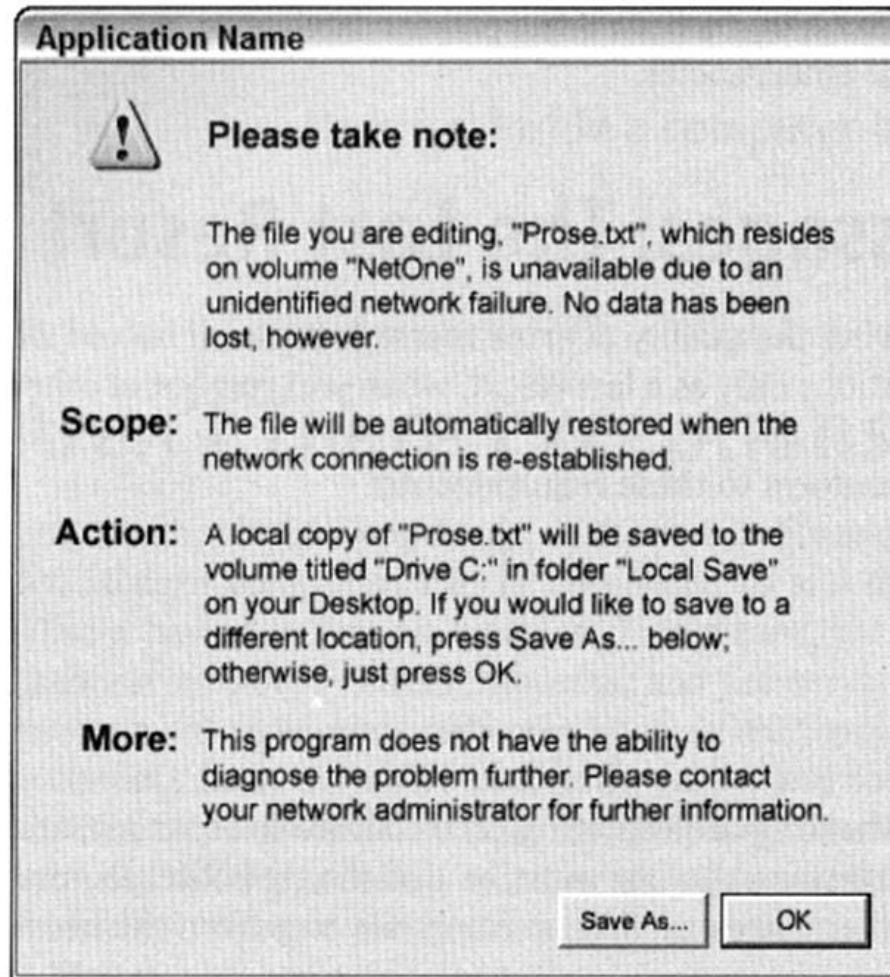 Application Name
Please take note:
The file you are editing, "Prose.txt", which resides
on volume "NetOne", is unavailable due to an
unidentified network failure. No data has been
lost, however.
Scope: The file will be automatically restored when the
network connection is re-established.
Action: A local copy of "Prose.txt" will be saved to the
volume titled "Drive C:" in folder "Local Save"
on your Desktop. If you would like to save to a
different location, press Save As... below;
otherwise, just press OK.
More: This program does not have the ability to
diagnose the problem further. Please contact
your network administrator for further information.
Save As... OK